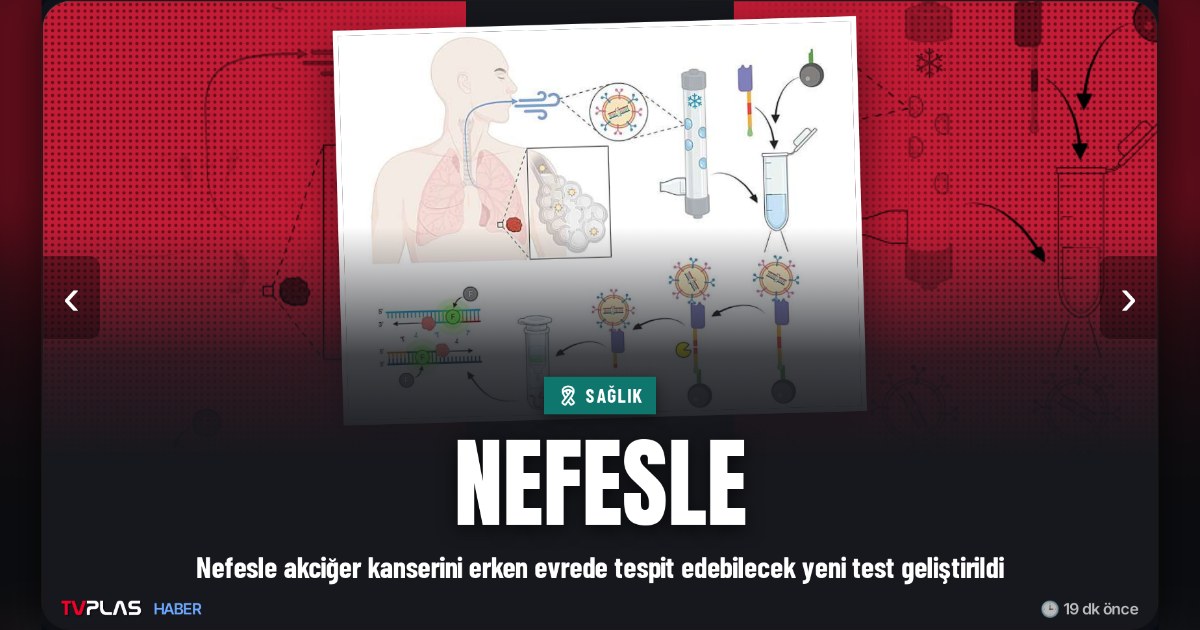 SAĞLIK
NEFESLE
Nefesle akciğer kanserini erken evrede tespit edebilecek yeni test geliştirildi
TVPLAS HABER
19 dk önce